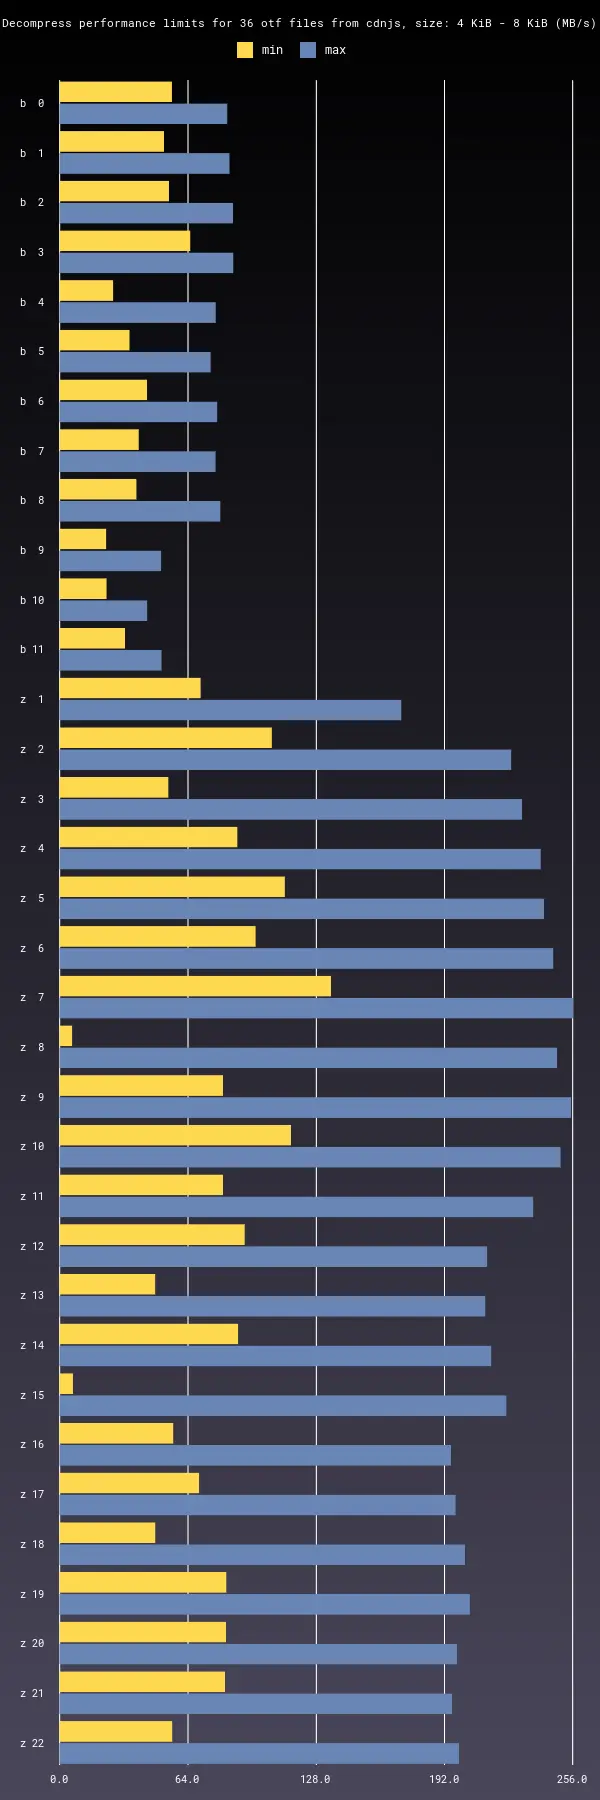 Decompress performance limits for 36 otf files from cdnjs, size: 4 KiB - 8 KiB (MB/s)
min max
b 0
b 1
b 2
b 3
b 4
b 5
b 6
b 7
b 8
b 9
b 10
b 11
z 1
z 2
z 3
z 4
z 5
z 6
z 7
z 8
z 9
z 10
z 11
z 12
z 13
z 14
z 15
z 16
z 17
z 18
z 19
z 20
z 21
z 22
0.0 64.0 128.0 192.0 256.0